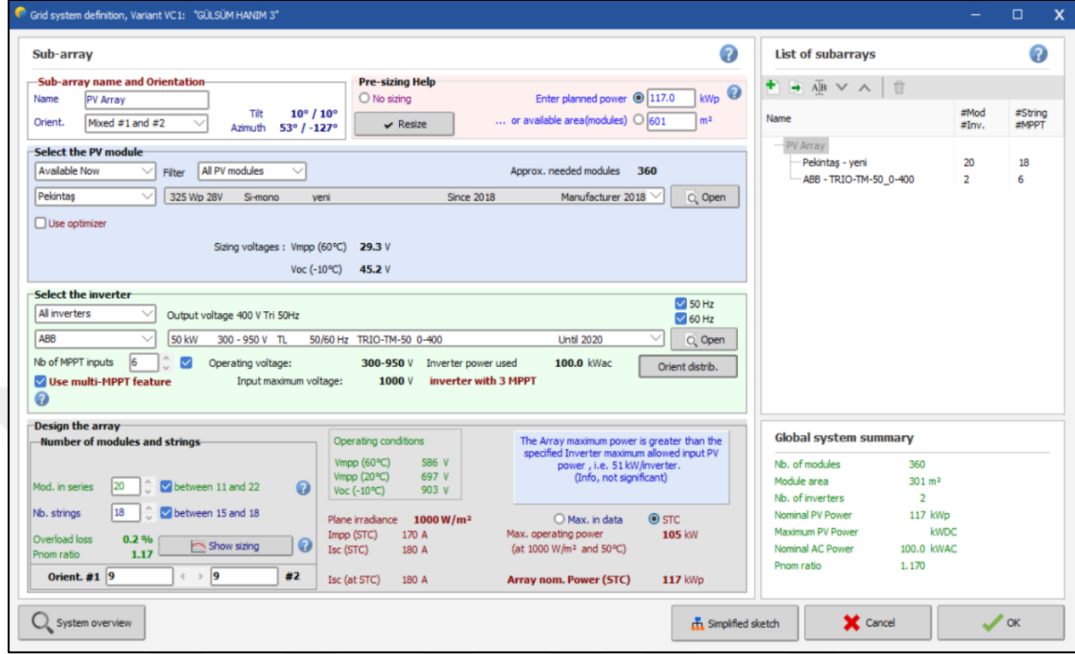 Grid system definition, Variant VC1: "GÜLSÜM HANIM 3"
Sub-array
Sub-array name and Orientation
Name PV Array
Orient. Mixed #1 and #2
Tilt 10° / 10°
Azimuth 53° / -127°
Pre-sizing Help
No sizing
Enter planned power 117.0 kWp
Resize
... or available area(modules) 601 m²
Select the PV module
Available Now Filter All PV modules Approx. needed modules 360
Pekintaş 325 Wp 28V Si-mono yeni Since 2018 Manufacturer 2018 Open
Use optimizer
Sizing voltages : Vmpp (60°C) 29.3 V
Voc (-10°C) 45.2 V
Select the inverter
All inverters Output voltage 400 V Tri 50Hz
50 Hz
60 Hz
ABB 50 kW 300 - 950 V TL 50/60 Hz TRIO-TM-50_0-400 Until 2020 Open
Nb of MPPT inputs 6 Operating voltage: 300-950 V Inverter power used 100.0 kWac
Orient distrib.
Use multi-MPPT feature Input maximum voltage: 1000 V inverter with 3 MPPT
Design the array
Number of modules and strings
Mod. in series 20 between 11 and 22
Nb. strings 18 between 15 and 18
Overload loss 0.2 %
Pnom ratio 1.17
Show sizing
Orient. #1 9 < > 9 #2
Operating conditions
Vmpp (60°C) 586 V
Vmpp (20°C) 697 V
Voc (-10°C) 903 V
The Array maximum power is greater than the
specified Inverter maximum allowed input PV
power , i.e. 51 kW/inverter.
(Info, not significant)
Plane irradiance 1000 W/m²
Max. in data STC
Impp (STC) 170 A
Max. operating power 105 kW
Isc (STC) 180 A
(at 1000 W/m² and 50°C)
Isc (at STC) 180 A
Array nom. Power (STC) 117 kWp
List of subarrays
Name #Mod #String
#Inv. #MPPT
PV Array
Pekintaş - yeni 20 18
ABB - TRIO-TM-50_0-400 2 6
Global system summary
Nb. of modules 360
Module area 301 m²
Nb. of inverters 2
Nominal PV Power 117 kWp
Maximum PV Power kWDC
Nominal AC Power 100.0 kWAC
Pnom ratio 1.170
System overview
Simplified sketch
Cancel
OK